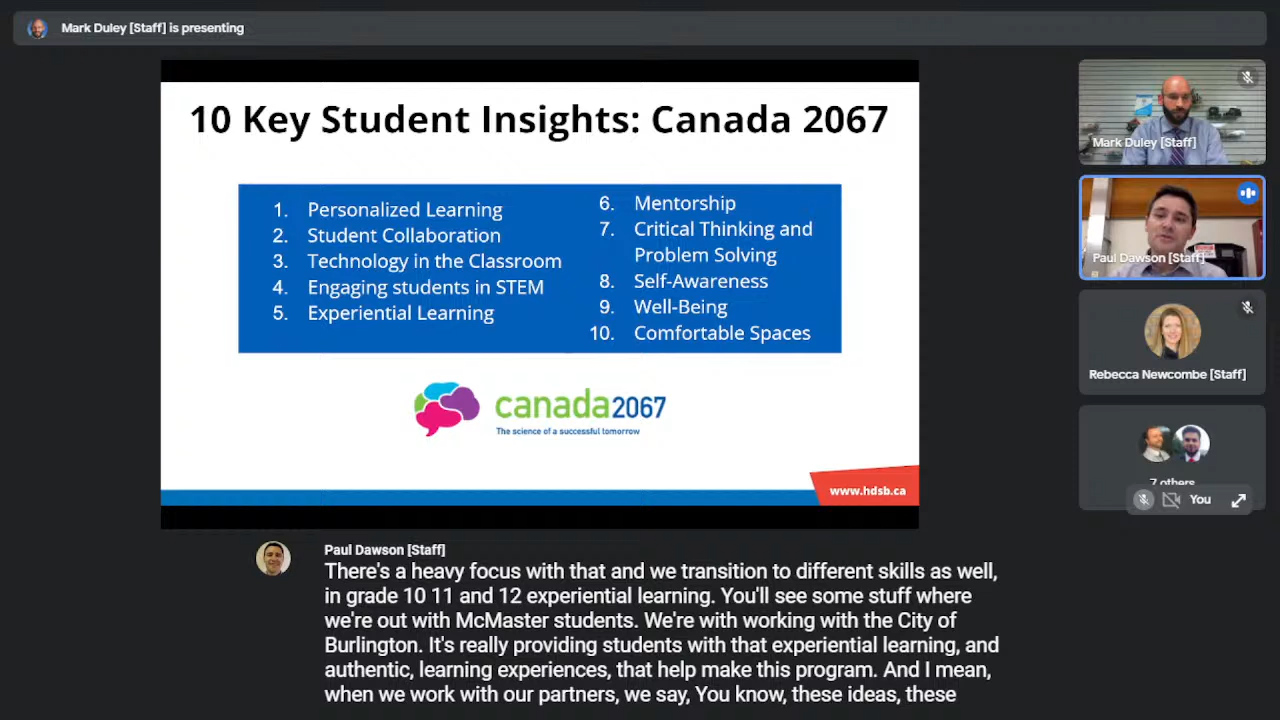 Mark Duley [Staff] is presenting
10 Key Student Insights: Canada 2067
1. Personalized Learning
2. Student Collaboration
3. Technology in the Classroom
4. Engaging students in STEM
5. Experiential Learning
6. Mentorship
7. Critical Thinking and
Problem Solving
8. Self-Awareness
9. Well-Being
10. Comfortable Spaces
canada2067
The science of a successful tomorrow
www.hdsb.ca
Mark Duley [Staff]
Paul Dawson [Staff]
Rebecca Newcombe [Staff]
7 others
You
Paul Dawson [Staff]
There's a heavy focus with that and we transition to different skills as well,
in grade 10 11 and 12 experiential learning. You'll see some stuff where
we're out with McMaster students. We're with working with the City of
Burlington. It's really providing students with that experiential learning, and
authentic, learning experiences, that help make this program. And I mean,
when we work with our partners, we say, You know, these ideas, these